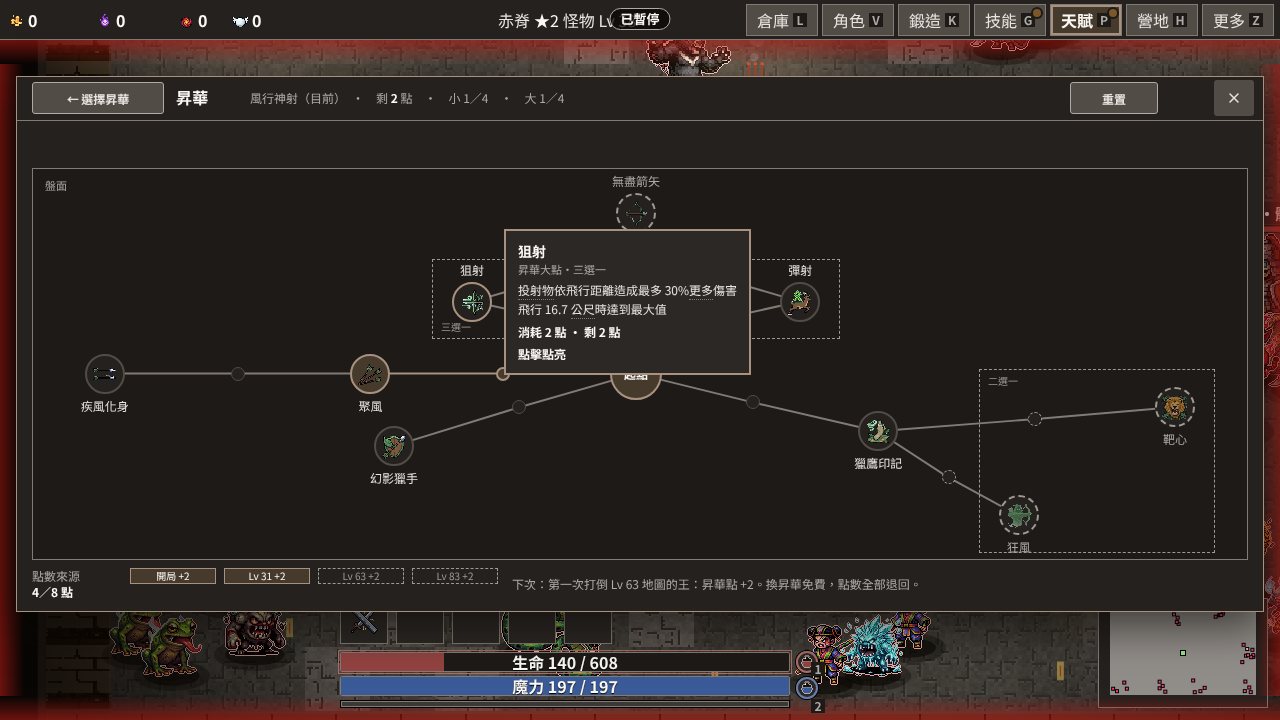 0 0 0 0
赤脊 ★2 怪物 Lv
已暫停
倉庫 L
角色 V
鍛造 K
技能 G
天賦 P
營地 H
更多 Z
← 選擇昇華
昇華
風行神射（目前） • 剩 2 點 • 小 1／4 • 大 1／4
重置
×
盤面
無盡箭矢
狙射
三選一
彈射
狙射
昇華大點・三選一
投射物依飛行距離造成最多 30%更多傷害
飛行 16.7 公尺時達到最大值
消耗 2 點 ・ 剩 2 點
點擊點亮
疾風化身
聚風
起點
幻影獵手
獵鷹印記
二選一
靶心
狂風
點數來源
4／8 點
開局 +2
Lv 31 +2
Lv 63 +2
Lv 83 +2
下次：第一次打倒 Lv 63 地圖的王：昇華點 +2。換昇華免費，點數全部退回。
生命 140 / 608
1
魔力 197 / 197
2